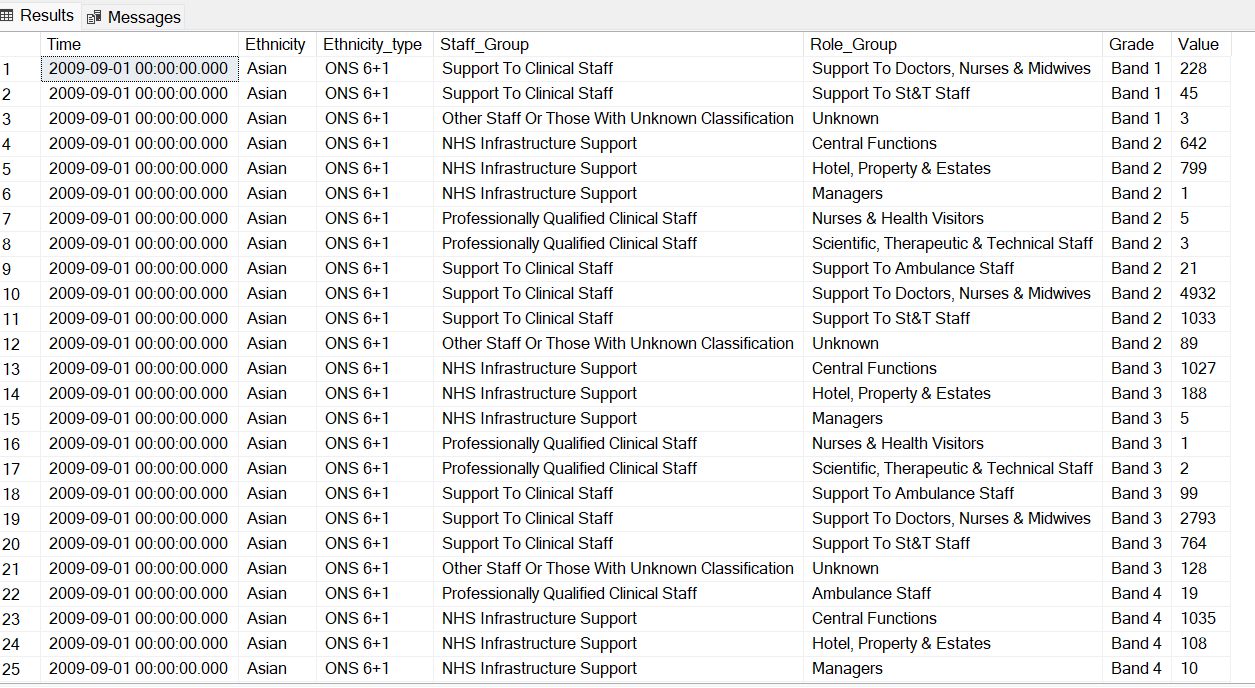 Results Messages
Time Ethnicity Ethnicity_type Staff_Group Role_Group Grade Value
1 2009-09-01 00:00:00.000 Asian ONS 6+1 Support To Clinical Staff Support To Doctors, Nurses & Midwives Band 1 228
2 2009-09-01 00:00:00.000 Asian ONS 6+1 Support To Clinical Staff Support To St&T Staff Band 1 45
3 2009-09-01 00:00:00.000 Asian ONS 6+1 Other Staff Or Those With Unknown Classification Unknown Band 1 3
4 2009-09-01 00:00:00.000 Asian ONS 6+1 NHS Infrastructure Support Central Functions Band 2 642
5 2009-09-01 00:00:00.000 Asian ONS 6+1 NHS Infrastructure Support Hotel, Property & Estates Band 2 799
6 2009-09-01 00:00:00.000 Asian ONS 6+1 NHS Infrastructure Support Managers Band 2 1
7 2009-09-01 00:00:00.000 Asian ONS 6+1 Professionally Qualified Clinical Staff Nurses & Health Visitors Band 2 5
8 2009-09-01 00:00:00.000 Asian ONS 6+1 Professionally Qualified Clinical Staff Scientific, Therapeutic & Technical Staff Band 2 3
9 2009-09-01 00:00:00.000 Asian ONS 6+1 Support To Clinical Staff Support To Ambulance Staff Band 2 21
10 2009-09-01 00:00:00.000 Asian ONS 6+1 Support To Clinical Staff Support To Doctors, Nurses & Midwives Band 2 4932
11 2009-09-01 00:00:00.000 Asian ONS 6+1 Support To Clinical Staff Support To St&T Staff Band 2 1033
12 2009-09-01 00:00:00.000 Asian ONS 6+1 Other Staff Or Those With Unknown Classification Unknown Band 2 89
13 2009-09-01 00:00:00.000 Asian ONS 6+1 NHS Infrastructure Support Central Functions Band 3 1027
14 2009-09-01 00:00:00.000 Asian ONS 6+1 NHS Infrastructure Support Hotel, Property & Estates Band 3 188
15 2009-09-01 00:00:00.000 Asian ONS 6+1 NHS Infrastructure Support Managers Band 3 5
16 2009-09-01 00:00:00.000 Asian ONS 6+1 Professionally Qualified Clinical Staff Nurses & Health Visitors Band 3 1
17 2009-09-01 00:00:00.000 Asian ONS 6+1 Professionally Qualified Clinical Staff Scientific, Therapeutic & Technical Staff Band 3 2
18 2009-09-01 00:00:00.000 Asian ONS 6+1 Support To Clinical Staff Support To Ambulance Staff Band 3 99
19 2009-09-01 00:00:00.000 Asian ONS 6+1 Support To Clinical Staff Support To Doctors, Nurses & Midwives Band 3 2793
20 2009-09-01 00:00:00.000 Asian ONS 6+1 Support To Clinical Staff Support To St&T Staff Band 3 764
21 2009-09-01 00:00:00.000 Asian ONS 6+1 Other Staff Or Those With Unknown Classification Unknown Band 3 128
22 2009-09-01 00:00:00.000 Asian ONS 6+1 Professionally Qualified Clinical Staff Ambulance Staff Band 4 19
23 2009-09-01 00:00:00.000 Asian ONS 6+1 NHS Infrastructure Support Central Functions Band 4 1035
24 2009-09-01 00:00:00.000 Asian ONS 6+1 NHS Infrastructure Support Hotel, Property & Estates Band 4 108
25 2009-09-01 00:00:00.000 Asian ONS 6+1 NHS Infrastructure Support Managers Band 4 10